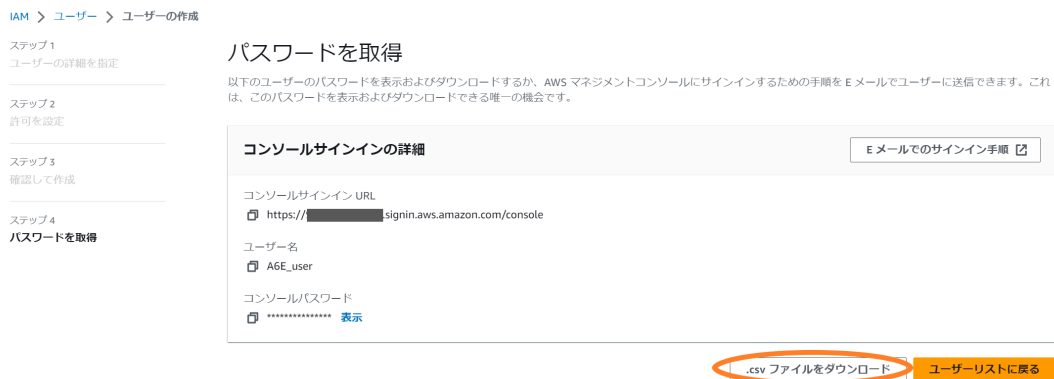 IAM > ユーザー > ユーザーの作成
ステップ 1
ユーザーの詳細を指定
ステップ 2
許可を設定
ステップ 3
確認して作成
ステップ 4
パスワードを取得
パスワードを取得
以下のユーザーのパスワードを表示およびダウンロードするか、AWS マネジメントコンソールにサインインするための手順を E メールでユーザーに送信できます。これ
は、このパスワードを表示およびダウンロードできる唯一の機会です。
コンソールサインインの詳細
E メールでのサインイン手順
コンソールサインイン URL
https://.signin.aws.amazon.com/console
ユーザー名
A6E_user
コンソールパスワード
*************** 表示
.csv ファイルをダウンロード
ユーザーリストに戻る